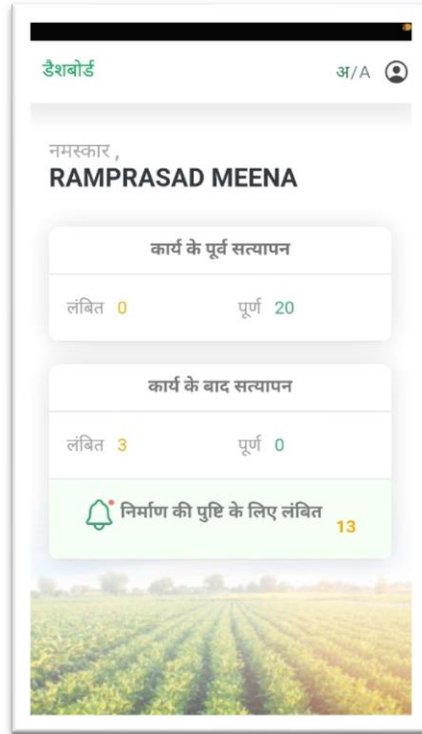 डैशबोर्ड अ/A
नमस्कार ,
RAMPRASAD MEENA
कार्य के पूर्व सत्यापन
लंबित 0 पूर्ण 20
कार्य के बाद सत्यापन
लंबित 3 पूर्ण 0
निर्माण की पुष्टि के लिए लंबित 13